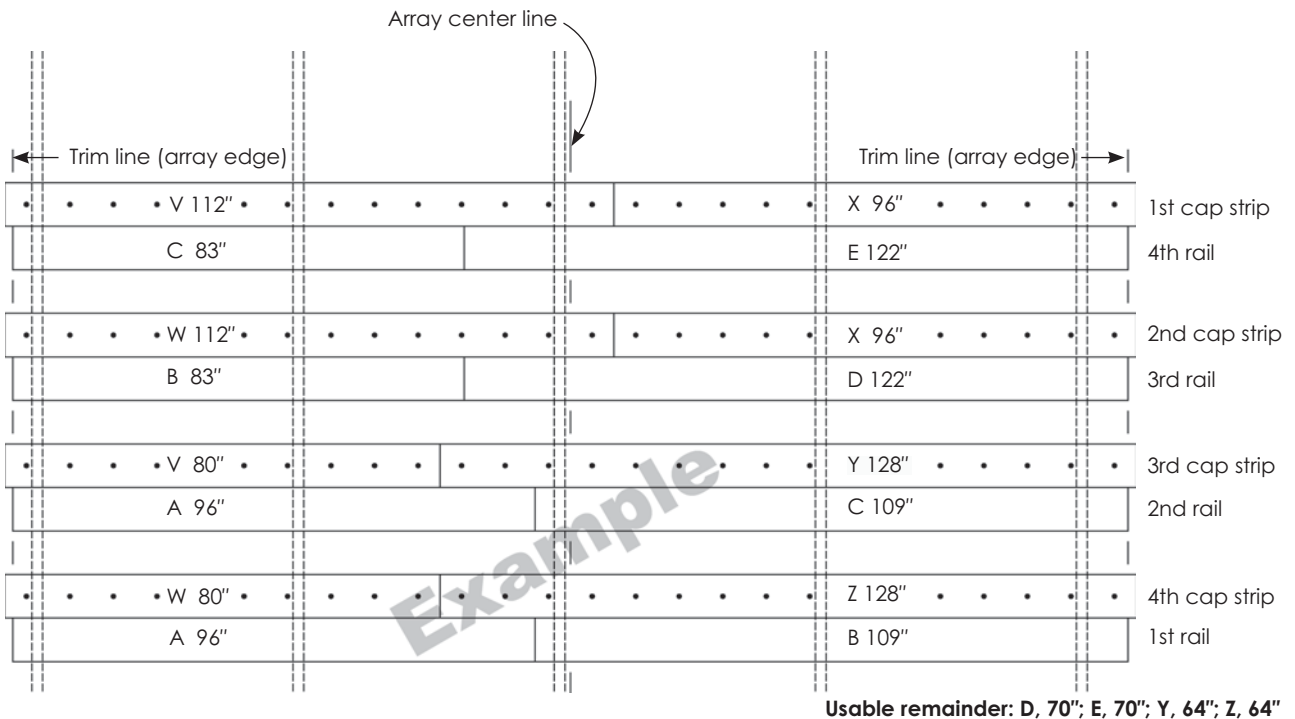 Array center line
Trim line (array edge)
Trim line (array edge)
V 112" X 96" 1st cap strip
C 83" E 122" 4th rail
W 112" X 96" 2nd cap strip
B 83" D 122" 3rd rail
V 80" Y 128" 3rd cap strip
A 96" C 109" 2nd rail
Example
W 80" Z 128" 4th cap strip
A 96" B 109" 1st rail
Usable remainder: D, 70"; E, 70"; Y, 64"; Z, 64"